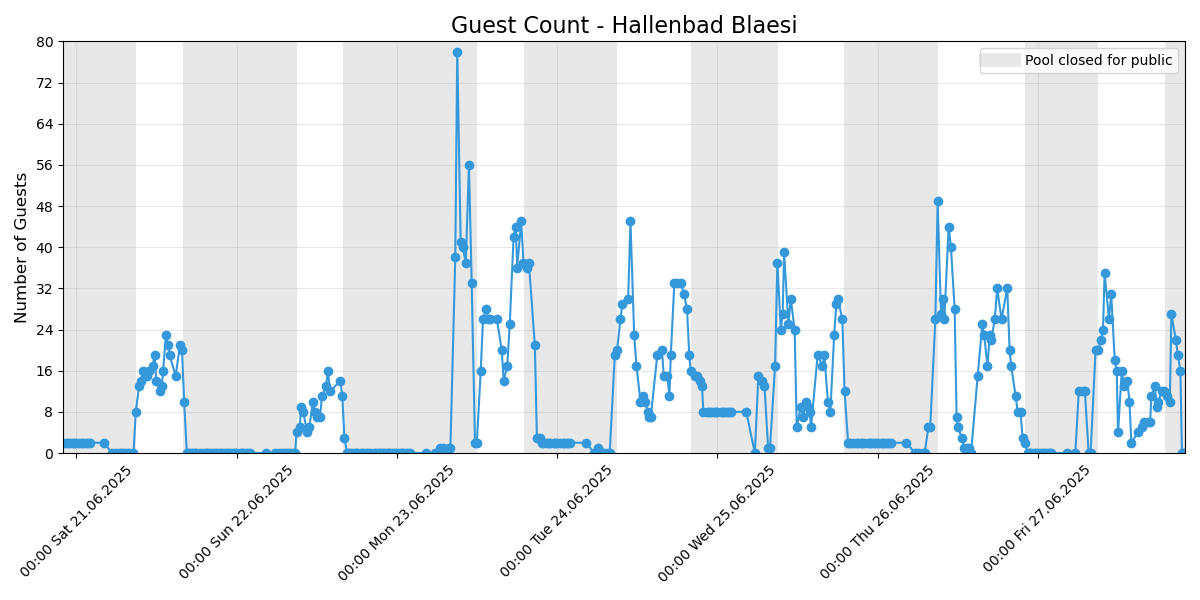 Guest Count - Hallenbad Blaesi
Pool closed for public
Number of Guests
80
72
64
56
48
40
32
24
16
8
0
00:00 Sat 21.06.2025
00:00 Sun 22.06.2025
00:00 Mon 23.06.2025
00:00 Tue 24.06.2025
00:00 Wed 25.06.2025
00:00 Thu 26.06.2025
00:00 Fri 27.06.2025